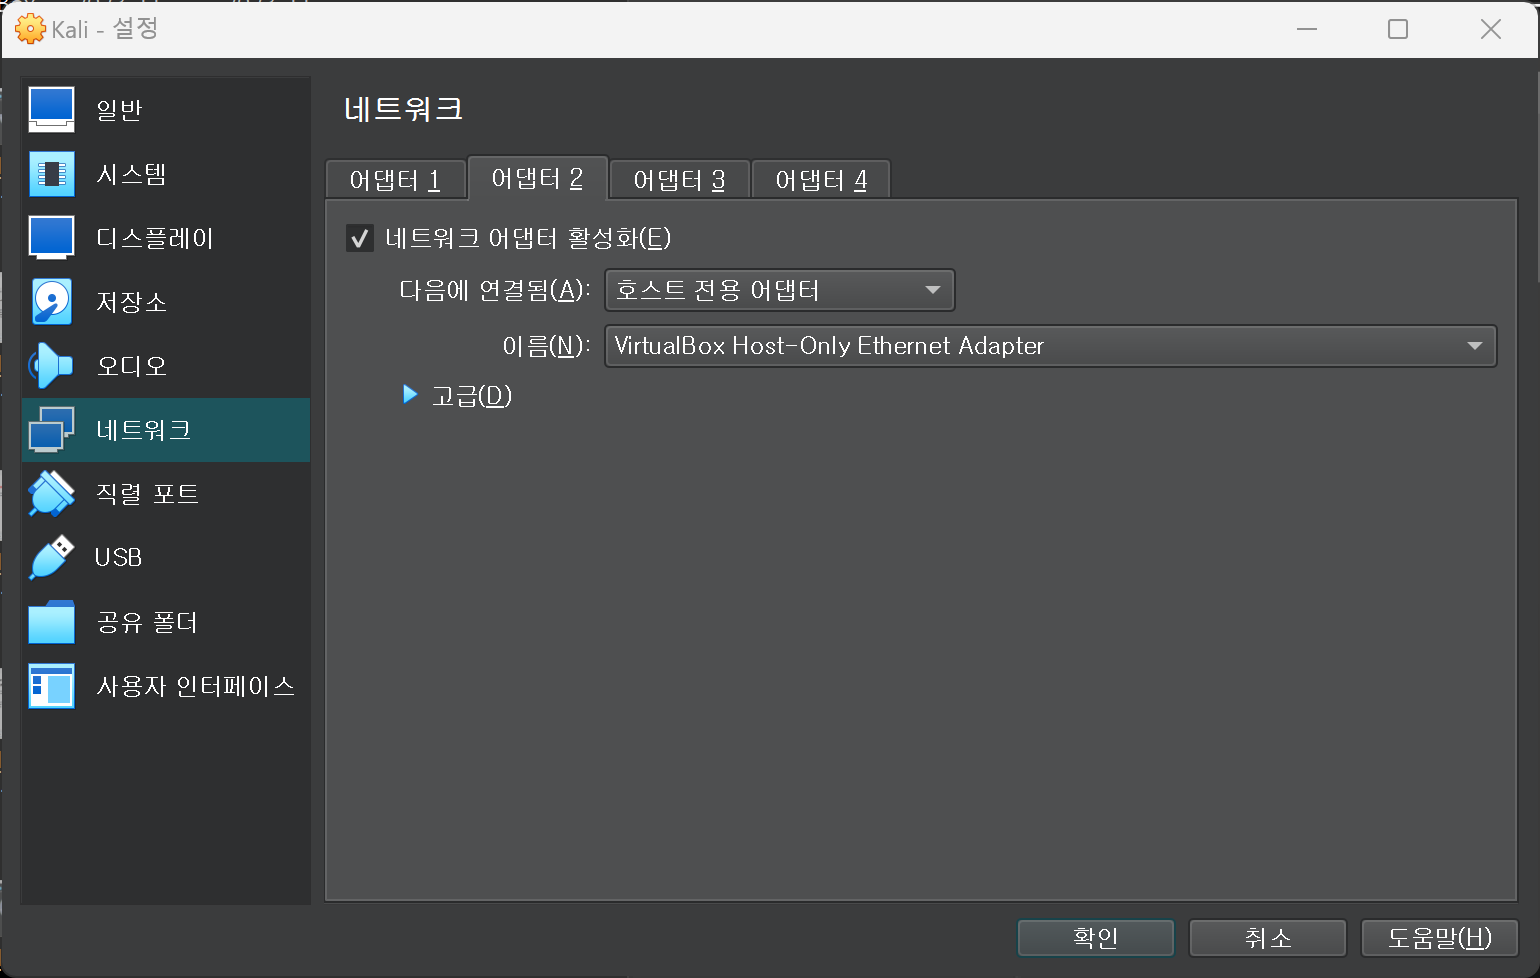 Kali - 설정
일반
시스템
디스플레이
저장소
오디오
네트워크
직렬 포트
USB
공유 폴더
사용자 인터페이스
네트워크
어댑터 1
어댑터 2
어댑터 3
어댑터 4
네트워크 어댑터 활성화(E)
다음에 연결됨(A): 호스트 전용 어댑터
이름(N): VirtualBox Host-Only Ethernet Adapter
고급(D)
확인
취소
도움말(H)